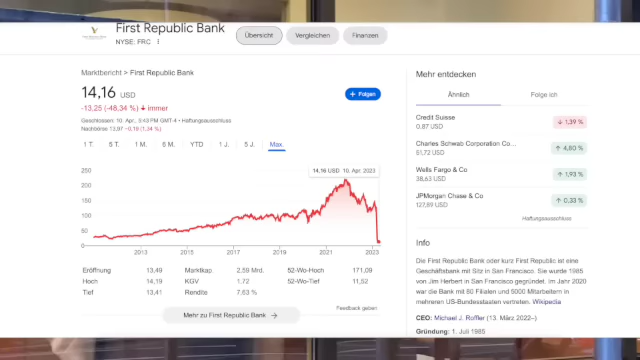 First Republic Bank
NYSE: FRC
Übersicht
Vergleichen
Finanzen
Marktbericht > First Republic Bank
14,16 USD
-13,25 (-48,34 %) ↓ immer
+ Folgen
Geschlossen: 10. Apr., 6:43 PM GMT-4 • Haftungsausschluss
Nachbörse 13,97 -0,19 (1,34 %)
1 T.
5 T.
1 M.
6 M.
YTD
1 J.
5 J.
Max.
14,16 USD 10. Apr. 2023
250
200
150
100
50
0
2013
2015
2017
2019
2021
2023
Eröffnung 13,49
Hoch 14,19
Tief 13,41
Marktkap 2,59 Mrd.
KGV 1,72
Rendite 7,63 %
52-Wo-Hoch 171,09
52-Wo-Tief 11,52
Feedback geben
Mehr zu First Republic Bank →
Mehr entdecken
Ähnlich
Folge ich
Credit Suisse
0,87 USD
↓ 1,39 %
Charles Schwab Corporation Co...
51,72 USD
↑ 4,80 %
Wells Fargo & Co
38,63 USD
↑ 1,93 %
JPMorgan Chase & Co
127,89 USD
↑ 0,33 %
Haftungsausschluss
Info
Die First Republic Bank oder kurz First Republic ist eine
Geschäftsbank mit Sitz in San Francisco. Sie wurde 1985
von Jim Herbert in San Francisco gegründet. Im Jahr 2020
war die Bank mit 80 Filialen und 5000 Mitarbeitern in
mehreren US-Bundesstaaten vertreten. Wikipedia
CEO: Michael J. Roffler (13. März 2022–)
Gründung: 1. Juli 1985